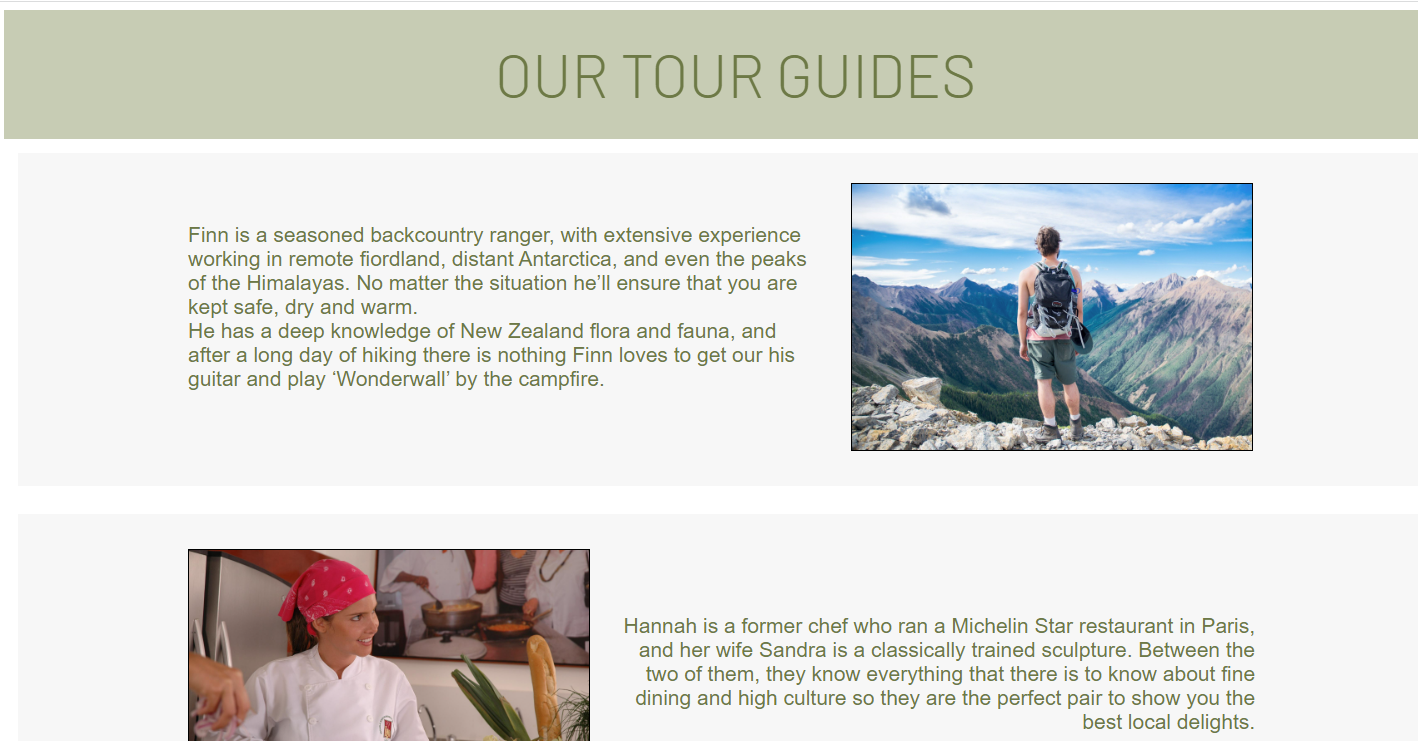 OUR TOUR GUIDES
Finn is a seasoned backcountry ranger, with extensive experience
working in remote fiordland, distant Antarctica, and even the peaks
of the Himalayas. No matter the situation he’ll ensure that you are
kept safe, dry and warm.
He has a deep knowledge of New Zealand flora and fauna, and
after a long day of hiking there is nothing Finn loves to get our his
guitar and play ‘Wonderwall’ by the campfire.
Hannah is a former chef who ran a Michelin Star restaurant in Paris,
and her wife Sandra is a classically trained sculpture. Between the
two of them, they know everything that there is to know about fine
dining and high culture so they are the perfect pair to show you the
best local delights.